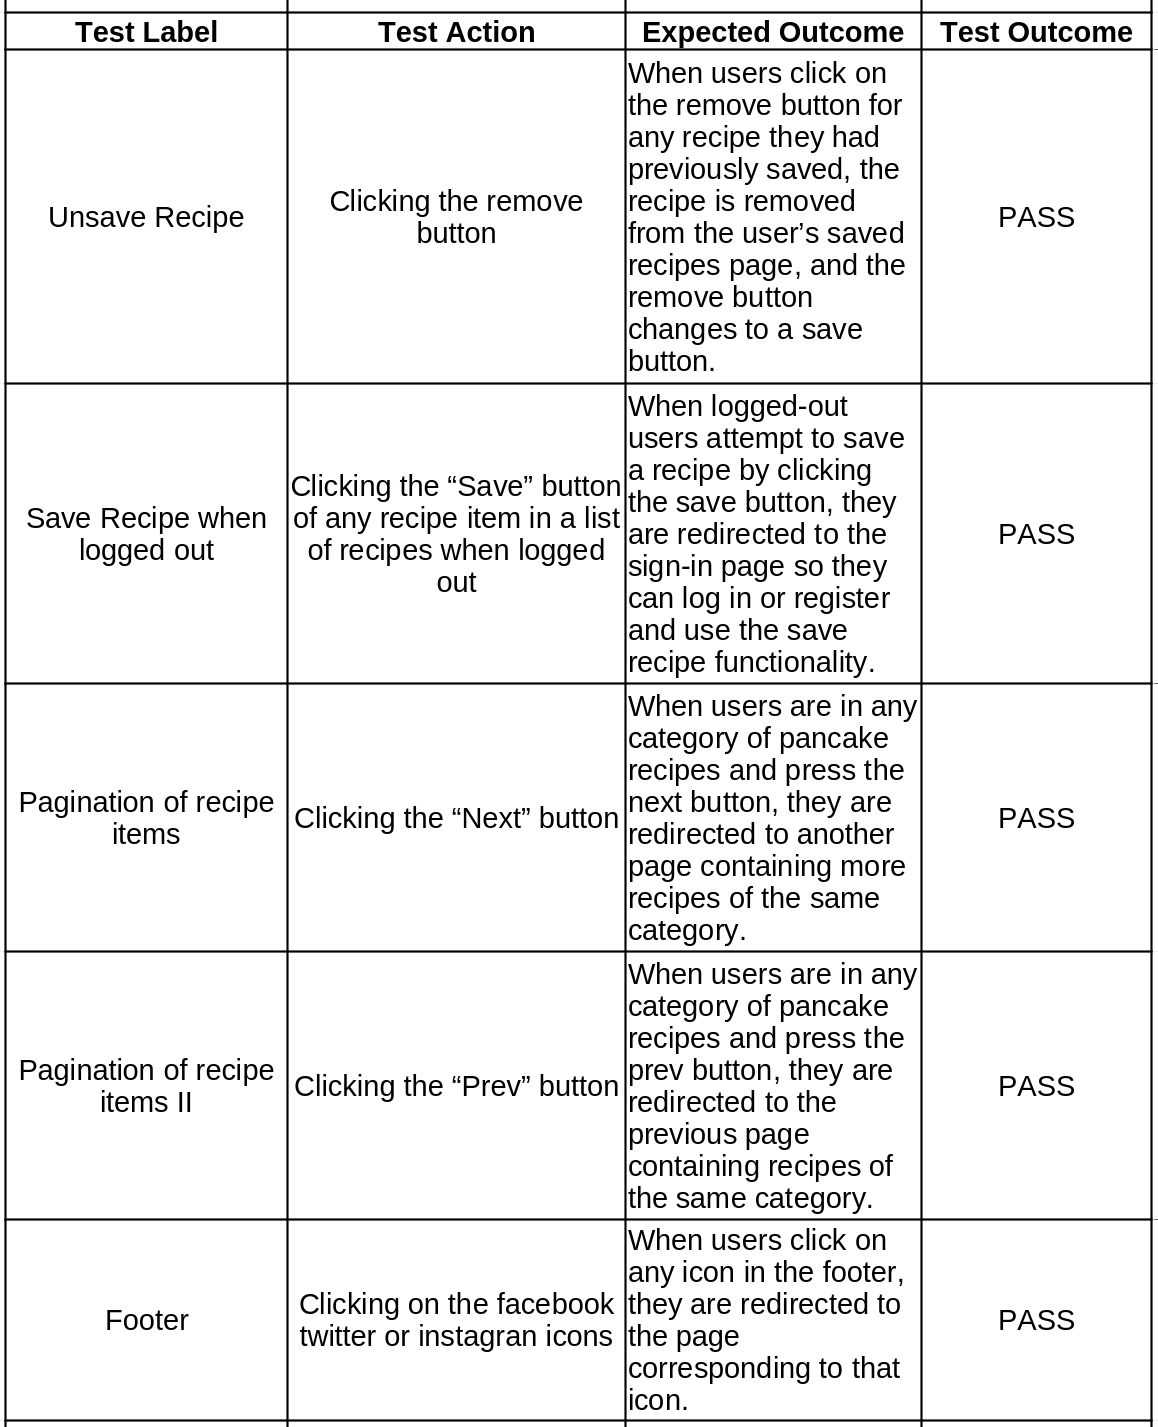 Test Label Test Action Expected Outcome Test Outcome
Unsave Recipe
Clicking the remove
button
When users click on
the remove button for
any recipe they had
previously saved, the
recipe is removed
from the user’s saved
recipes page, and the
remove button
changes to a save
button.
PASS
Save Recipe when
logged out
Clicking the “Save” button
of any recipe item in a list
of recipes when logged
out
When logged-out
users attempt to save
a recipe by clicking
the save button, they
are redirected to the
sign-in page so they
can log in or register
and use the save
recipe functionality.
PASS
Pagination of recipe
items
Clicking the “Next” button
When users are in any
category of pancake
recipes and press the
next button, they are
redirected to another
page containing more
recipes of the same
category.
PASS
Pagination of recipe
items II
Clicking the “Prev” button
When users are in any
category of pancake
recipes and press the
prev button, they are
redirected to the
previous page
containing recipes of
the same category.
PASS
Footer
Clicking on the facebook
twitter or instagran icons
When users click on
any icon in the footer,
they are redirected to
the page
corresponding to that
icon.
PASS